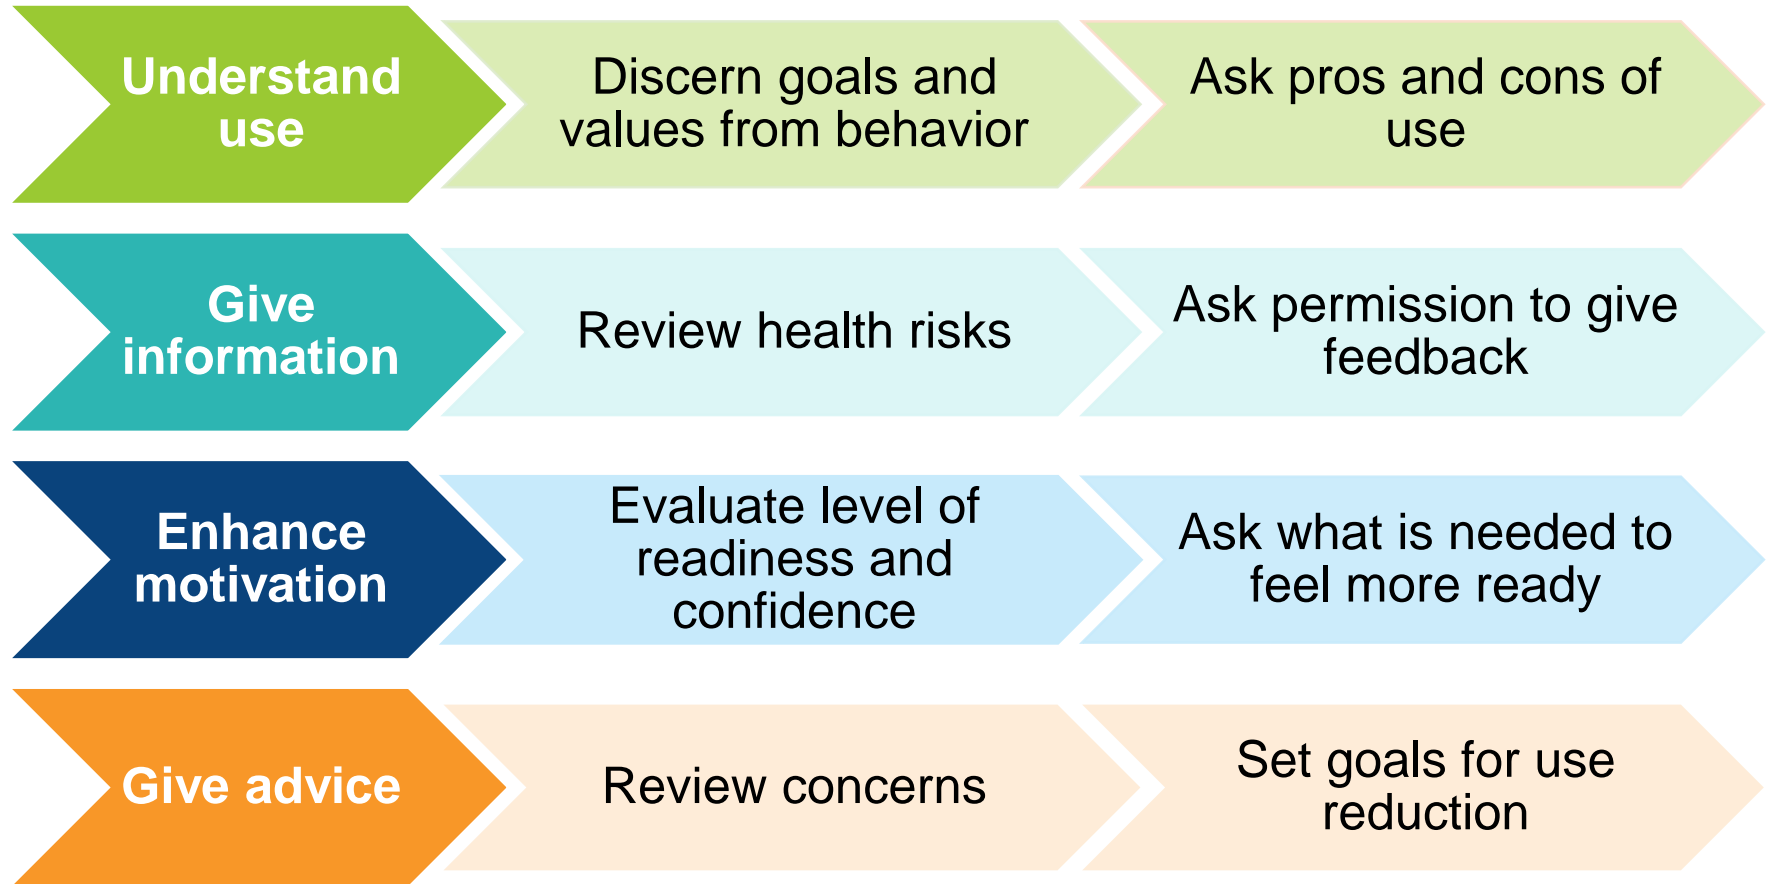 Understand
use
Discern goals and
values from behavior
Ask pros and cons of
use
Give
information
Review health risks
Ask permission to give
feedback
Enhance
motivation
Evaluate level of
readiness and
confidence
Ask what is needed to
feel more ready
Give advice
Review concerns
Set goals for use
reduction